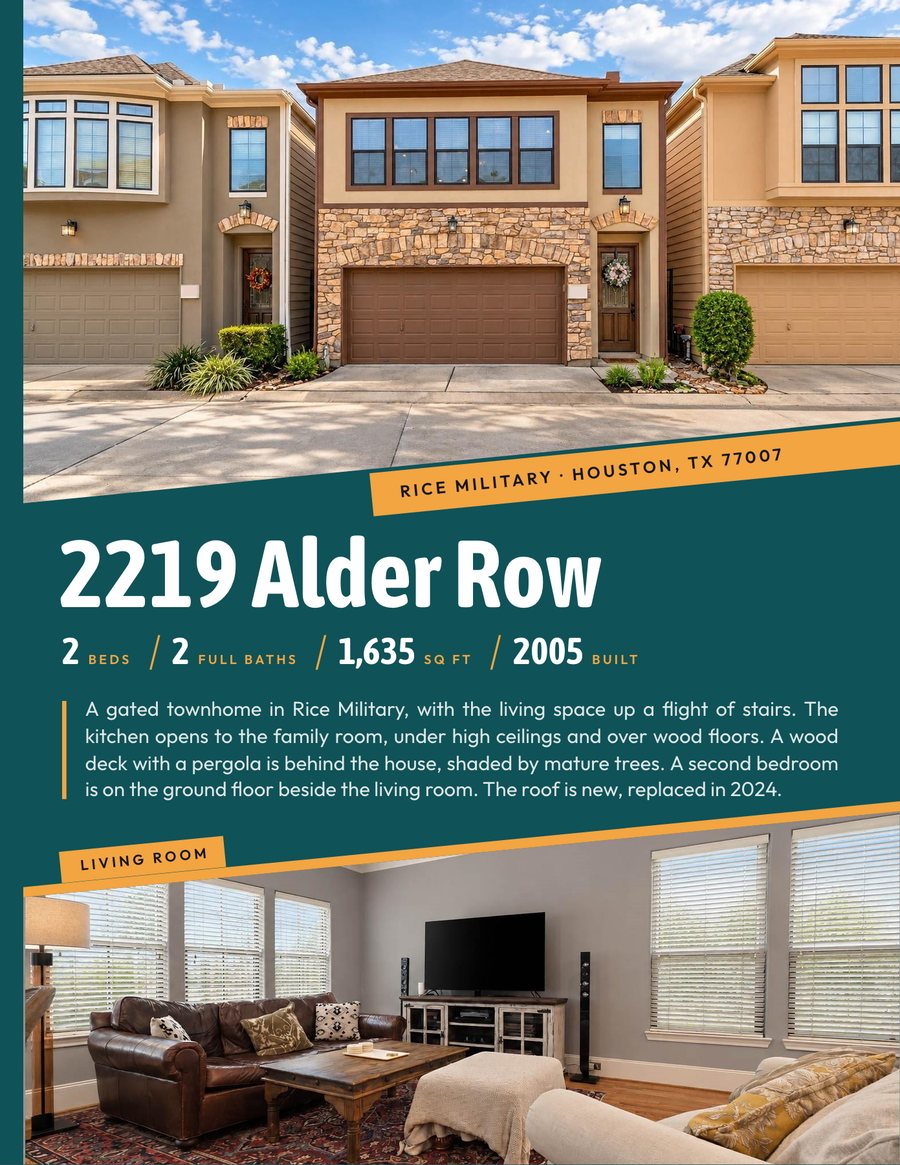 RICE MILITARY · HOUSTON, TX 77007
2219 Alder Row
2 BEDS / 2 FULL BATHS / 1,635 SQ FT / 2005 BUILT
A gated townhome in Rice Military, with the living space up a flight of stairs. The
kitchen opens to the family room, under high ceilings and over wood floors. A wood
deck with a pergola is behind the house, shaded by mature trees. A second bedroom
is on the ground floor beside the living room. The roof is new, replaced in 2024.
LIVING ROOM